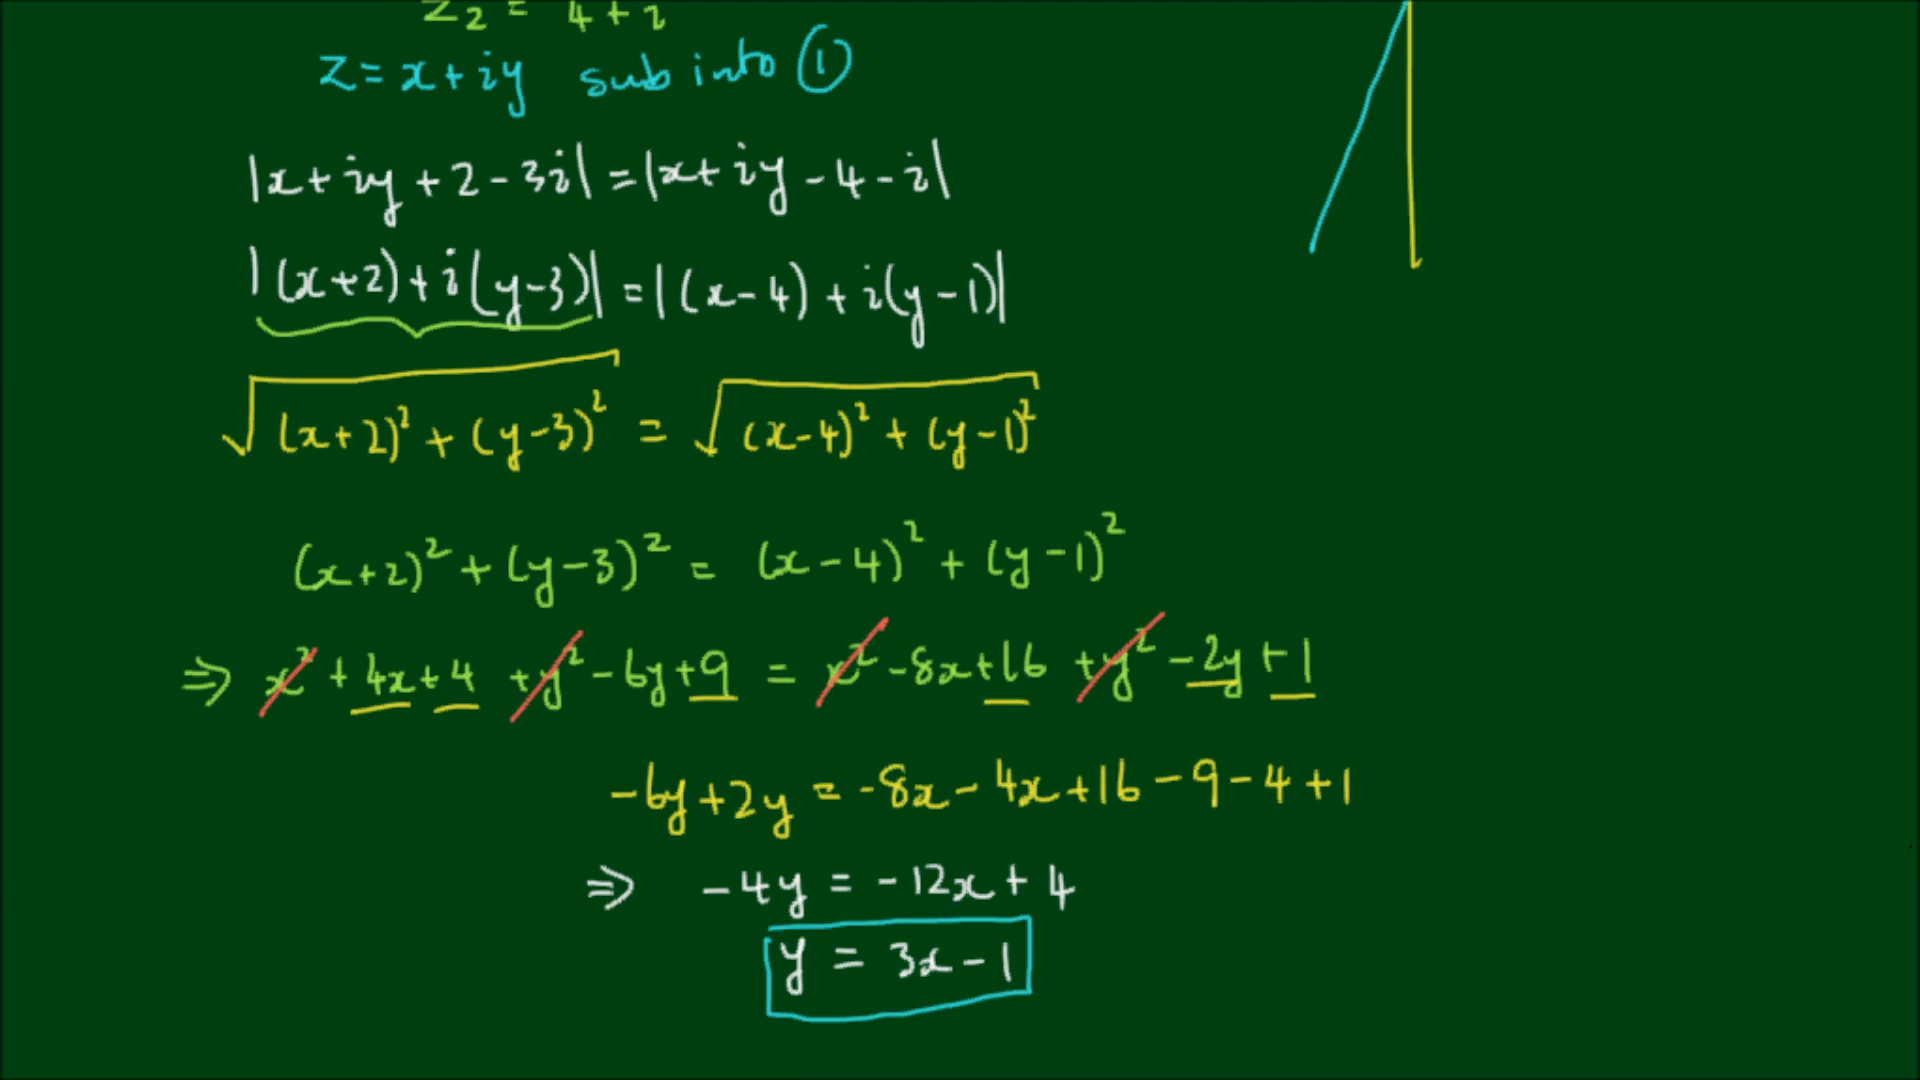 z₂ = 4 + i
z = x + iy sub into ①
|x + iy + 2 - 3i| = |x + iy - 4 - i|
|(x+2) + i(y-3)| = |(x-4) + i(y-1)|
√((x+2)² + (y-3)²) = √((x-4)² + (y-1)²)
(x+2)² + (y-3)² = (x-4)² + (y-1)²
⇒ x² + 4x + 4 + y² - 6y + 9 = x² - 8x + 16 + y² - 2y + 1
-6y + 2y = -8x - 4x + 16 - 9 - 4 + 1
⇒ -4y = -12x + 4
y = 3x - 1